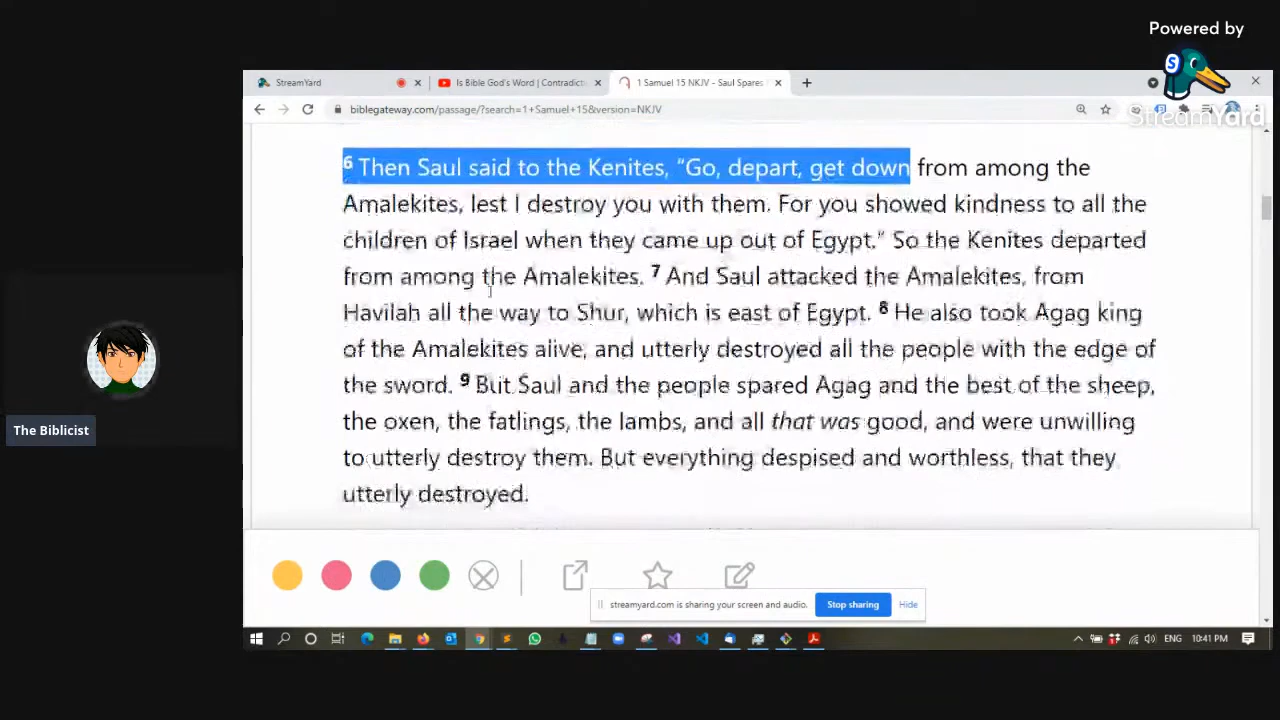 Powered by
S
StreamYard
StreamYard
Is Bible God's Word | Contradicti
1 Samuel 15 NKJV - Saul Spares
biblegateway.com/passage/?search=1+Samuel+15&version=NKJV
6 Then Saul said to the Kenites, “Go, depart, get down from among the
Amalekites, lest I destroy you with them. For you showed kindness to all the
children of Israel when they came up out of Egypt.” So the Kenites departed
from among the Amalekites. 7 And Saul attacked the Amalekites, from
Havilah all the way to Shur, which is east of Egypt. 8 He also took Agag king
of the Amalekites alive, and utterly destroyed all the people with the edge of
the sword. 9 But Saul and the people spared Agag and the best of the sheep,
the oxen, the fatlings, the lambs, and all that was good, and were unwilling
to utterly destroy them. But everything despised and worthless, that they
utterly destroyed.
The Biblicist
streamyard.com is sharing your screen and audio.
Stop sharing
Hide
ENG
10:41 PM